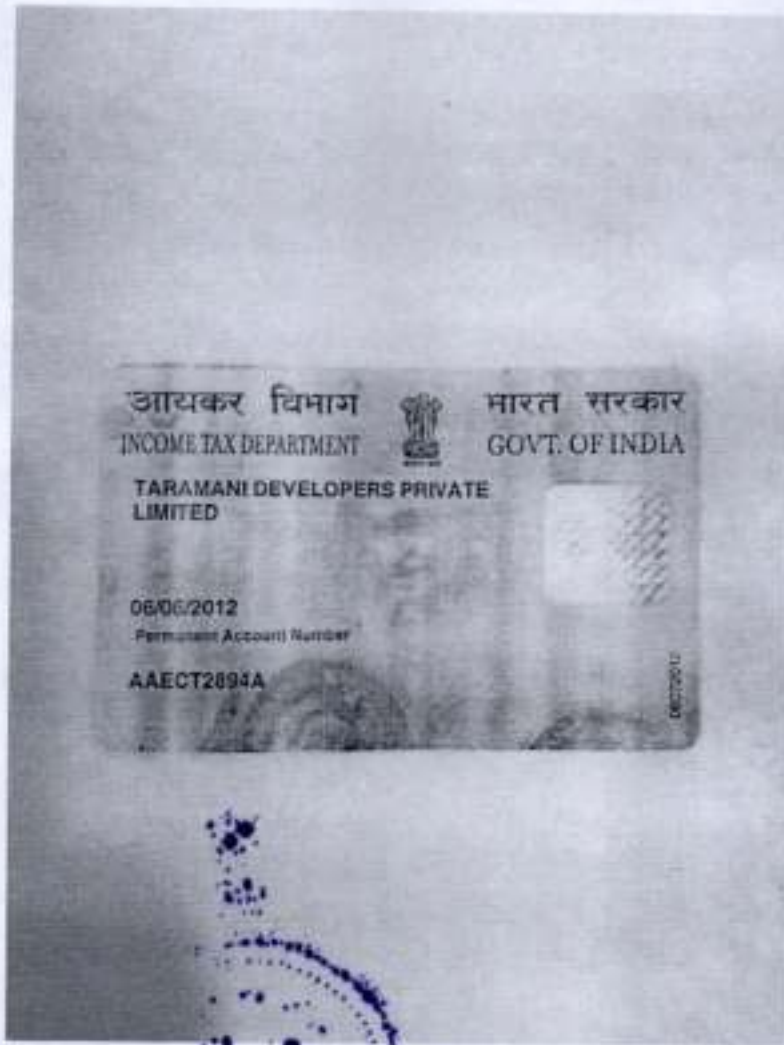 आयकर विभाग
भारत सरकार
INCOME TAX DEPARTMENT
GOVT. OF INDIA
TARAMANI DEVELOPERS PRIVATE
LIMITED
06/06/2012
Permanent Account Number
AAECT2894A